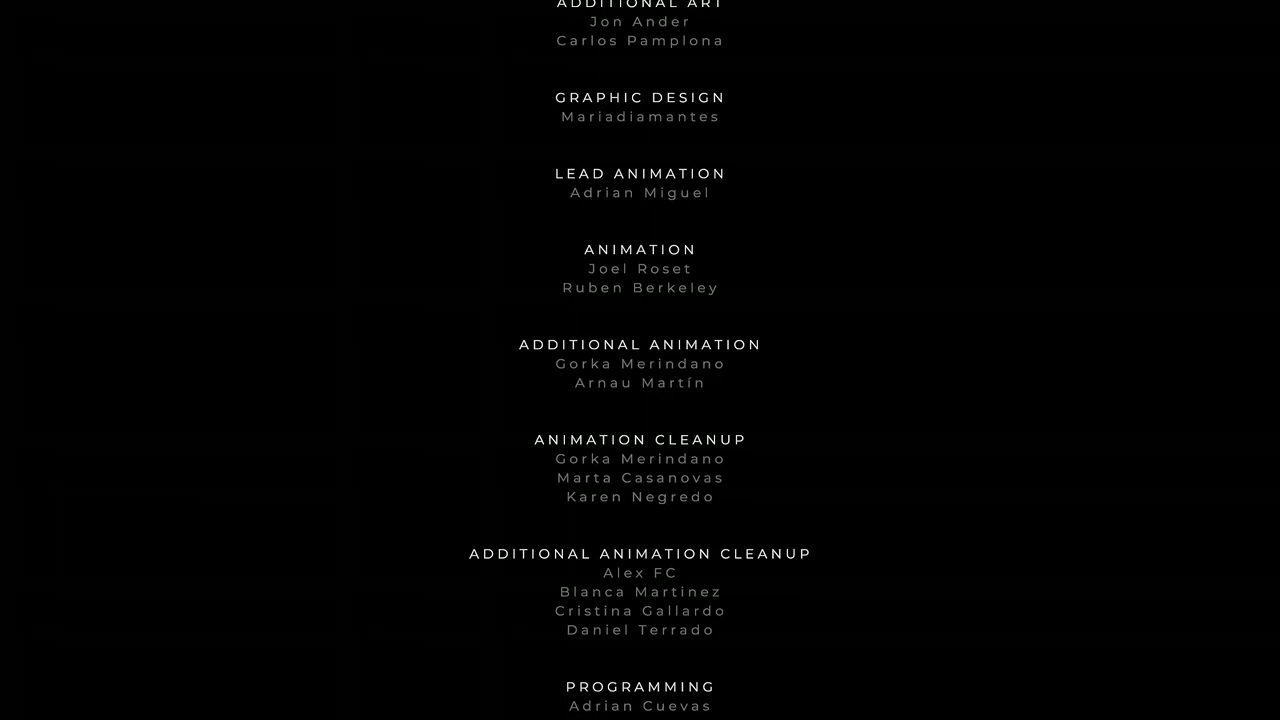 ADDITIONAL ART
Jon Ander
Carlos Pamplona
GRAPHIC DESIGN
Mariadiamantes
LEAD ANIMATION
Adrian Miguel
ANIMATION
Joel Roset
Ruben Berkeley
ADDITIONAL ANIMATION
Gorka Merindano
Arnau Martín
ANIMATION CLEANUP
Gorka Merindano
Marta Casanovas
Karen Negredo
ADDITIONAL ANIMATION CLEANUP
Alex FC
Blanca Martinez
Cristina Gallardo
Daniel Terrado
PROGRAMMING
Adrian Cuevas